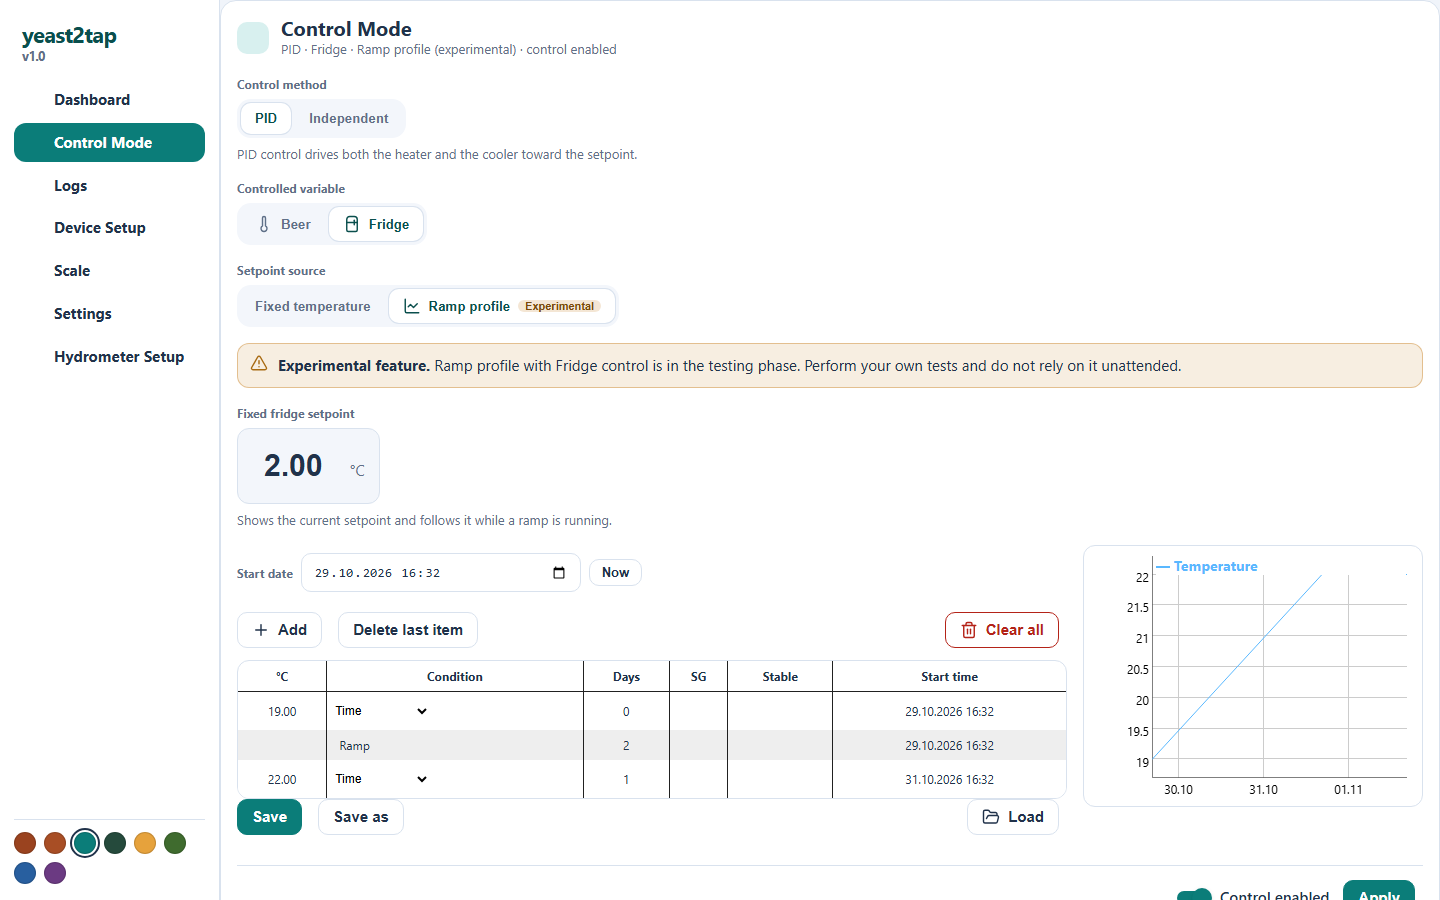 yeast2tap
v1.0
Dashboard
Control Mode
Logs
Device Setup
Scale
Settings
Hydrometer Setup
Control Mode
PID · Fridge · Ramp profile (experimental) · control enabled
Control method
PID Independent
PID control drives both the heater and the cooler toward the setpoint.
Controlled variable
Beer Fridge
Setpoint source
Fixed temperature Ramp profile Experimental
Experimental feature. Ramp profile with Fridge control is in the testing phase. Perform your own tests and do not rely on it unattended.
Fixed fridge setpoint
2.00 °C
Shows the current setpoint and follows it while a ramp is running.
Start date 29.10.2026 16:32 Now
Add Delete last item Clear all
°C Condition Days SG Stable Start time
19.00 Time 0 29.10.2026 16:32
Ramp 2 29.10.2026 16:32
22.00 Time 1 31.10.2026 16:32
Save Save as Load
Temperature
22
21.5
21
20.5
20
19.5
19
30.10 31.10 01.11
Control enabled Apply